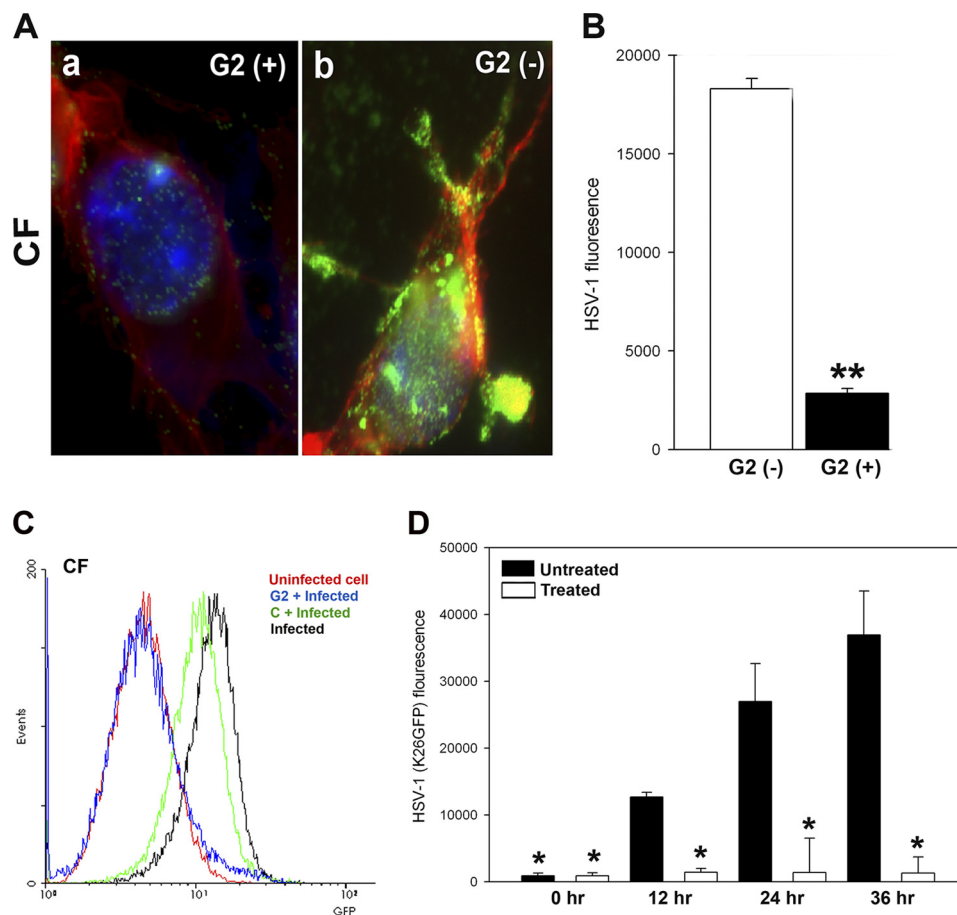 A
a
G2 (+)
b
G2 (-)
CF
B
20000
15000
10000
5000
0
HSV-1 fluoresence
**
G2 (-)
G2 (+)
C
CF
200
Events
0
Uninfected cell
G2 + Infected
C + Infected
Infected
10⁰
10¹
10²
GFP
D
50000
40000
30000
20000
10000
0
HSV-1 (K26GFP) flourescence
Untreated
Treated
* * * * *
0 hr
12 hr
24 hr
36 hr